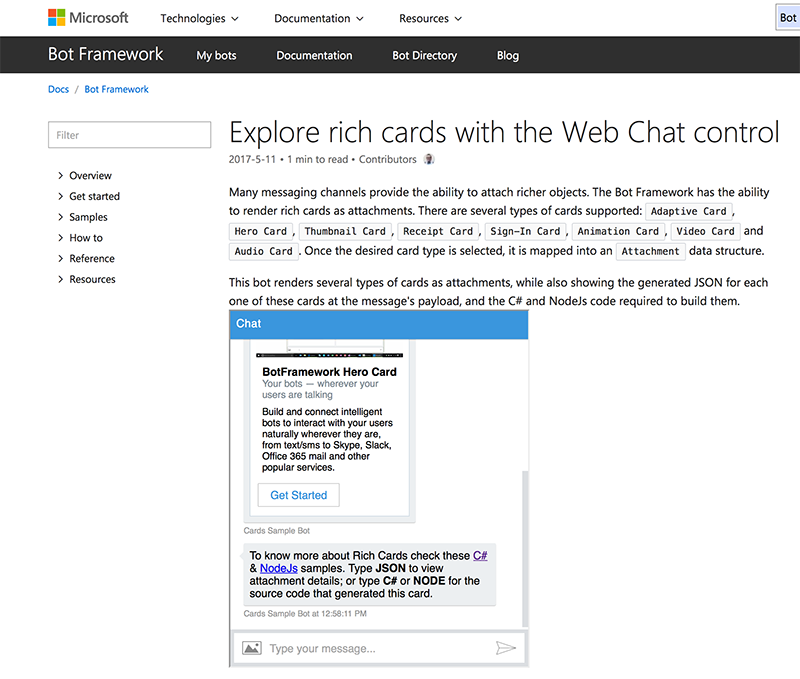 Microsoft Technologies Documentation Resources Bot
Bot Framework My bots Documentation Bot Directory Blog
Docs / Bot Framework
Filter
Overview
Get started
Samples
How to
Reference
Resources
Explore rich cards with the Web Chat control
2017-5-11 • 1 min to read • Contributors
Many messaging channels provide the ability to attach richer objects. The Bot Framework has the ability
to render rich cards as attachments. There are several types of cards supported: Adaptive Card,
Hero Card, Thumbnail Card, Receipt Card, Sign-In Card, Animation Card, Video Card and
Audio Card. Once the desired card type is selected, it is mapped into an Attachment data structure.
This bot renders several types of cards as attachments, while also showing the generated JSON for each
one of these cards at the message's payload, and the C# and NodeJs code required to build them.
Chat
BotFramework Hero Card
Your bots — wherever your
users are talking
Build and connect intelligent
bots to interact with your users
naturally wherever they are,
from text/sms to Skype, Slack,
Office 365 mail and other
popular services.
Get Started
Cards Sample Bot
To know more about Rich Cards check these C#
& NodeJs samples. Type JSON to view
attachment details; or type C# or NODE for the
source code that generated this card.
Cards Sample Bot at 12:58:11 PM
Type your message...